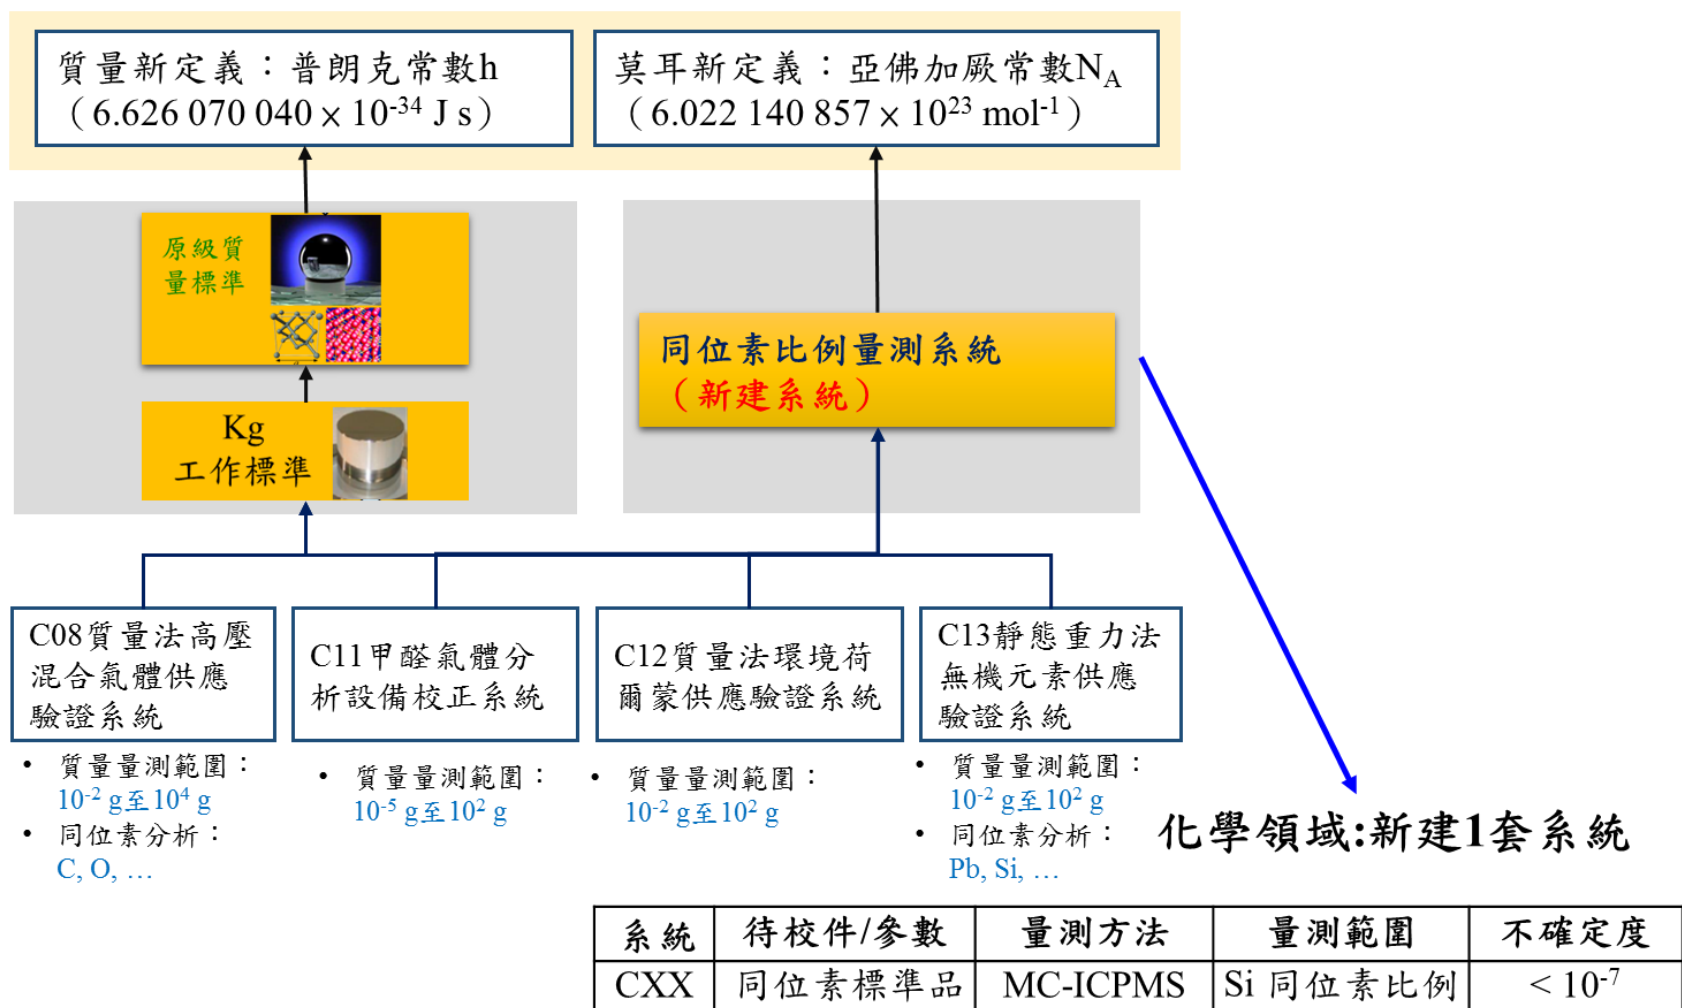 質量新定義：普朗克常數h
（6.626 070 040 × 10⁻³⁴ J s）
莫耳新定義：亞佛加厥常數N_A
（6.022 140 857 × 10²³ mol⁻¹）
原級質
量標準
Kg
工作標準
同位素比例量測系統
（新建系統）
C08質量法高壓
混合氣體供應
驗證系統
C11甲醛氣體分
析設備校正系統
C12質量法環境荷
爾蒙供應驗證系統
C13靜態重力法
無機元素供應
驗證系統
• 質量量測範圍：
10⁻² g至10⁴ g
• 同位素分析：
C, O, …
• 質量量測範圍：
10⁻⁵ g至10² g
• 質量量測範圍：
10⁻² g至10² g
• 質量量測範圍：
10⁻² g至10² g
• 同位素分析：
Pb, Si, …
化學領域:新建1套系統
系統 待校件/參數 量測方法 量測範圍 不確定度
CXX 同位素標準品 MC-ICPMS Si 同位素比例 < 10⁻⁷